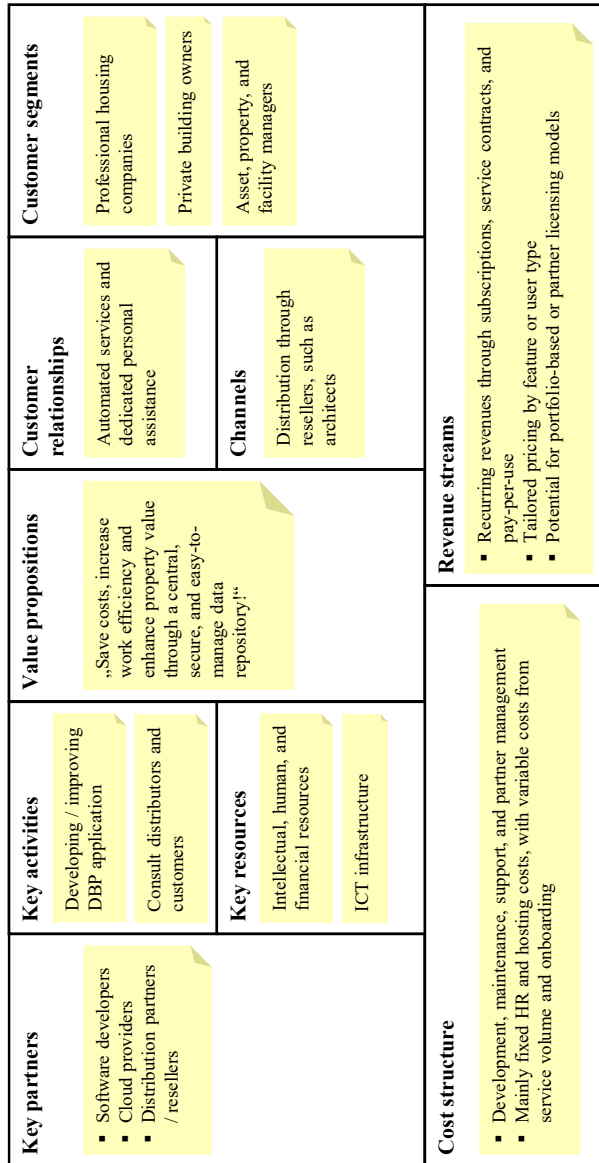 Key partners
▪ Software developers
▪ Cloud providers
▪ Distribution partners
/ resellers
Key activities
Developing / improving
DBP application
Consult distributors and
customers
Key resources
Intellectual, human, and
financial resources
ICT infrastructure
Value propositions
„Save costs, increase
work efficiency and
enhance property value
through a central,
secure, and easy-to-
manage data
repository!“
Customer
relationships
Automated services and
dedicated personal
assistance
Channels
Distribution through
resellers, such as
architects
Customer segments
Professional housing
companies
Private building owners
Asset, property, and
facility managers
Cost structure
▪ Development, maintenance, support, and partner management
▪ Mainly fixed HR and hosting costs, with variable costs from
service volume and onboarding
Revenue streams
▪ Recurring revenues through subscriptions, service contracts, and
pay-per-use
▪ Tailored pricing by feature or user type
▪ Potential for portfolio-based or partner licensing models